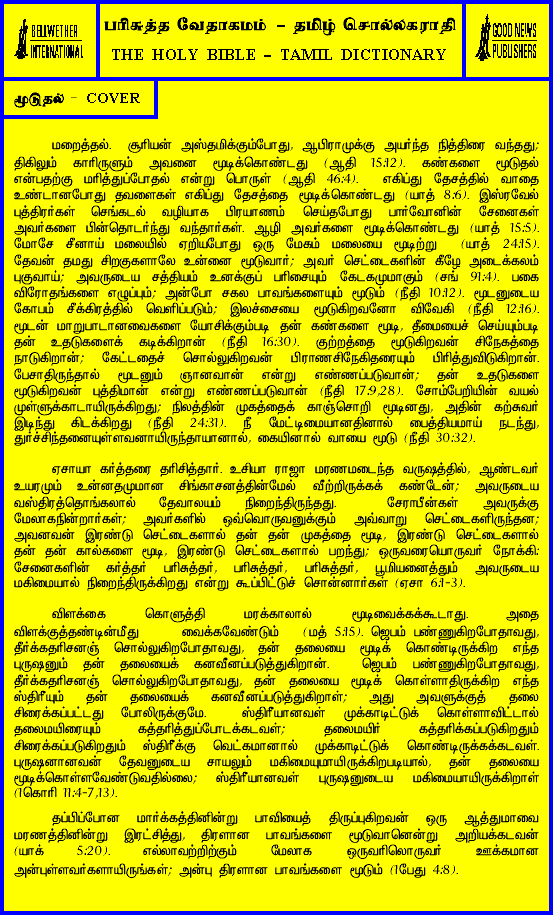 BELLWETHER
INTERNATIONAL
பரிசுத்த வேதாகமம் - தமிழ் சொல்லகராதி
THE HOLY BIBLE - TAMIL DICTIONARY
GOOD NEWS
PUBLISHERS
மூடுதல் - COVER
மறைத்தல். சூரியன் அஸ்தமிக்கும்போது, ஆபிராமுக்கு அயர்ந்த நித்திரை வந்தது;
திகிலும் காரிருளும் அவனை மூடிக்கொண்டது (ஆதி 15:12). கண்களை மூடுதல்
என்பதற்கு மரித்துப்போதல் என்று பொருள் (ஆதி 46:4). எகிப்து தேசத்தில் வாதை
உண்டானபோது தவளைகள் எகிப்து தேசத்தை மூடிக்கொண்டது (யாத் 8:6). இஸ்ரவேல்
புத்திரர்கள் செங்கடல் வழியாக பிரயாணம் செய்தபோது பார்வோனின் சேனைகள்
அவர்களை பின்தொடர்ந்து வந்தார்கள். ஆழி அவர்களை மூடிக்கொண்டது (யாத் 15:5).
மோசே சீனாய் மலையில் ஏறியபோது ஒரு மேகம் மலையை மூடிற்று (யாத் 24:15).
தேவன் தமது சிறகுகளாலே உன்னை மூடுவார்; அவர் செட்டைகளின் கீழே அடைக்கலம்
புகுவாய்; அவருடைய சத்தியம் உனக்குப் பரிசையும் கேடகமுமாகும் (சங் 91:4). பகை
விரோதங்களை எழுப்பும்; அன்போ சகல பாவங்களையும் மூடும் (நீதி 10:12). மூடனுடைய
கோபம் சீக்கிரத்தில் வெளிப்படும்; இலச்சையை மூடுகிறவனோ விவேகி (நீதி 12:16).
மூடன் மாறுபாடானவைகளை யோசிக்கும்படி தன் கண்களை மூடி, தீமையைச் செய்யும்படி
தன் உதடுகளைக் கடிக்கிறான் (நீதி 16:30). குற்றத்தை மூடுகிறவன் சிநேகத்தை
நாடுகிறான்; கேட்டதைச் சொல்லுகிறவன் பிராணசிநேகிதரையும் பிரித்துவிடுகிறான்.
பேசாதிருந்தால் மூடனும் ஞானவான் என்று எண்ணப்படுவான்; தன் உதடுகளை
மூடுகிறவன் புத்திமான் என்று எண்ணப்படுவான் (நீதி 17:9,28). சோம்பேறியின் வயல்
முள்ளுக்காடாயிருக்கிறது; நிலத்தின் முகத்தைக் காஞ்சொறி மூடினது, அதின் கற்சுவர்
இடிந்து கிடக்கிறது (நீதி 24:31). நீ மேட்டிமையானதினால் பைத்தியமாய் நடந்து,
துர்ச்சிந்தனையுள்ளவனாயிருந்தாயானால், கையினால் வாயை மூடு (நீதி 30:32).
ஏசாயா கர்த்தரை தரிசித்தார். உசியா ராஜா மரணமடைந்த வருஷத்தில், ஆண்டவர்
உயரமும் உன்னதமுமான சிங்காசனத்தின்மேல் வீற்றிருக்கக் கண்டேன்; அவருடைய
வஸ்திரத்தொங்கலால் தேவாலயம் நிறைந்திருந்தது. சேராபீன்கள் அவருக்கு
மேலாகநின்றார்கள்; அவர்களில் ஒவ்வொருவனுக்கும் அவ்வாறு செட்டைகளிருந்தன;
அவனவன் இரண்டு செட்டைகளால் தன் தன் முகத்தை மூடி, இரண்டு செட்டைகளால்
தன் தன் கால்களை மூடி, இரண்டு செட்டைகளால் பறந்து; ஒருவரையொருவர் நோக்கி:
சேனைகளின் கர்த்தர் பரிசுத்தர், பரிசுத்தர், பரிசுத்தர், பூமியனைத்தும் அவருடைய
மகிமையால் நிறைந்திருக்கிறது என்று கூப்பிட்டுச் சொன்னார்கள் (ஏசா 6:1-3).
விளக்கை கொளுத்தி மரக்காலால் மூடிவைக்கக்கூடாது. அதை
விளக்குத்தண்டின்மீது வைக்கவேண்டும் (மத் 5:15). ஜெபம் பண்ணுகிறபோதாவது,
தீர்க்கதரிசனஞ் சொல்லுகிறபோதாவது, தன் தலையை மூடிக் கொண்டிருக்கிற எந்த
புருஷனும் தன் தலையைக் கனவீனப்படுத்துகிறான். ஜெபம் பண்ணுகிறபோதாவது,
தீர்க்கதரிசனஞ் சொல்லுகிறபோதாவது, தன் தலையை மூடிக் கொள்ளாதிருக்கிற எந்த
ஸ்திரீயும் தன் தலையைக் கனவீனப்படுத்துகிறாள்; அது அவளுக்குத் தலை
சிரைக்கப்பட்டது போலிருக்குமே. ஸ்திரீயானவள் முக்காடிட்டுக் கொள்ளாவிட்டால்
தலைமயிரையும் கத்தரித்துப்போடக்கடவள்; தலைமயிர் கத்தரிக்கப்படுகிறதும்
சிரைக்கப்படுகிறதும் ஸ்திரீக்கு வெட்கமானால் முக்காடிட்டுக் கொண்டிருக்கக்கடவள்.
புருஷனானவன் தேவனுடைய சாயலும் மகிமையுமாயிருக்கிறபடியால், தன் தலையை
மூடிக்கொள்ளவேண்டுவதில்லை; ஸ்திரீயானவள் புருஷனுடைய மகிமையாயிருக்கிறாள்
(1கொரி 11:4-7,13).
தப்பிப்போன மார்க்கத்தினின்று பாவியைத் திருப்புகிறவன் ஒரு ஆத்துமாவை
மரணத்தினின்று இரட்சித்து, திரளான பாவங்களை மூடுவானென்று அறியக்கடவன்
(யாக் 5:20). எல்லாவற்றிற்கும் மேலாக ஒருவரிலொருவர் ஊக்கமான
அன்புள்ளவர்களாயிருங்கள்; அன்பு திரளான பாவங்களை மூடும் (1பேது 4:8).